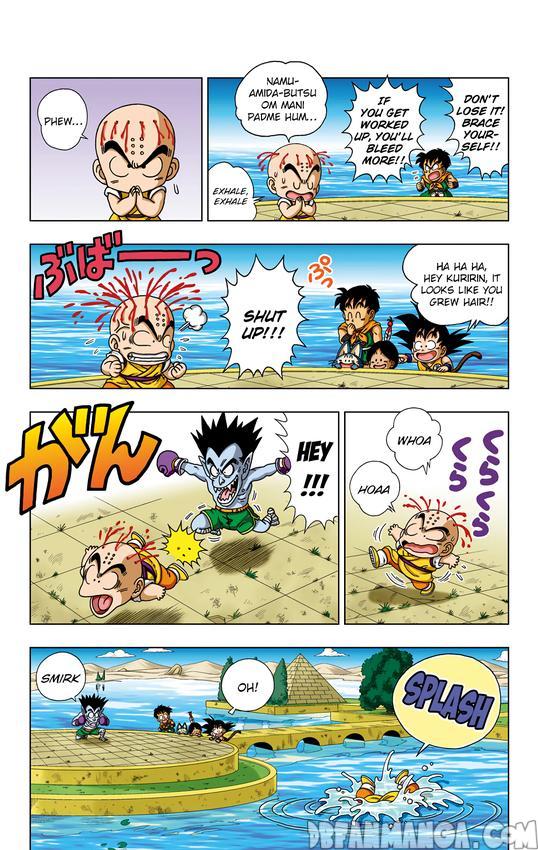 PHEW...
NAMU-
AMIDA-BUTSU
OM MANI
PADME HUM...
EXHALE,
EXHALE
IF
YOU GET
WORKED
UP, YOU'LL
BLEED
MORE!!
DON'T
LOSE IT!
BRACE
YOUR-
SELF!!
ぶばーっ
SHUT
UP!!!
ぷっ
HA HA HA,
HEY KURIRIN, IT
LOOKS LIKE YOU
GREW HAIR!!
がん
HEY
!!!
WHOA
HOAA
くらくら
SMIRK
OH!
SPLASH
DBFANMANGA.COM